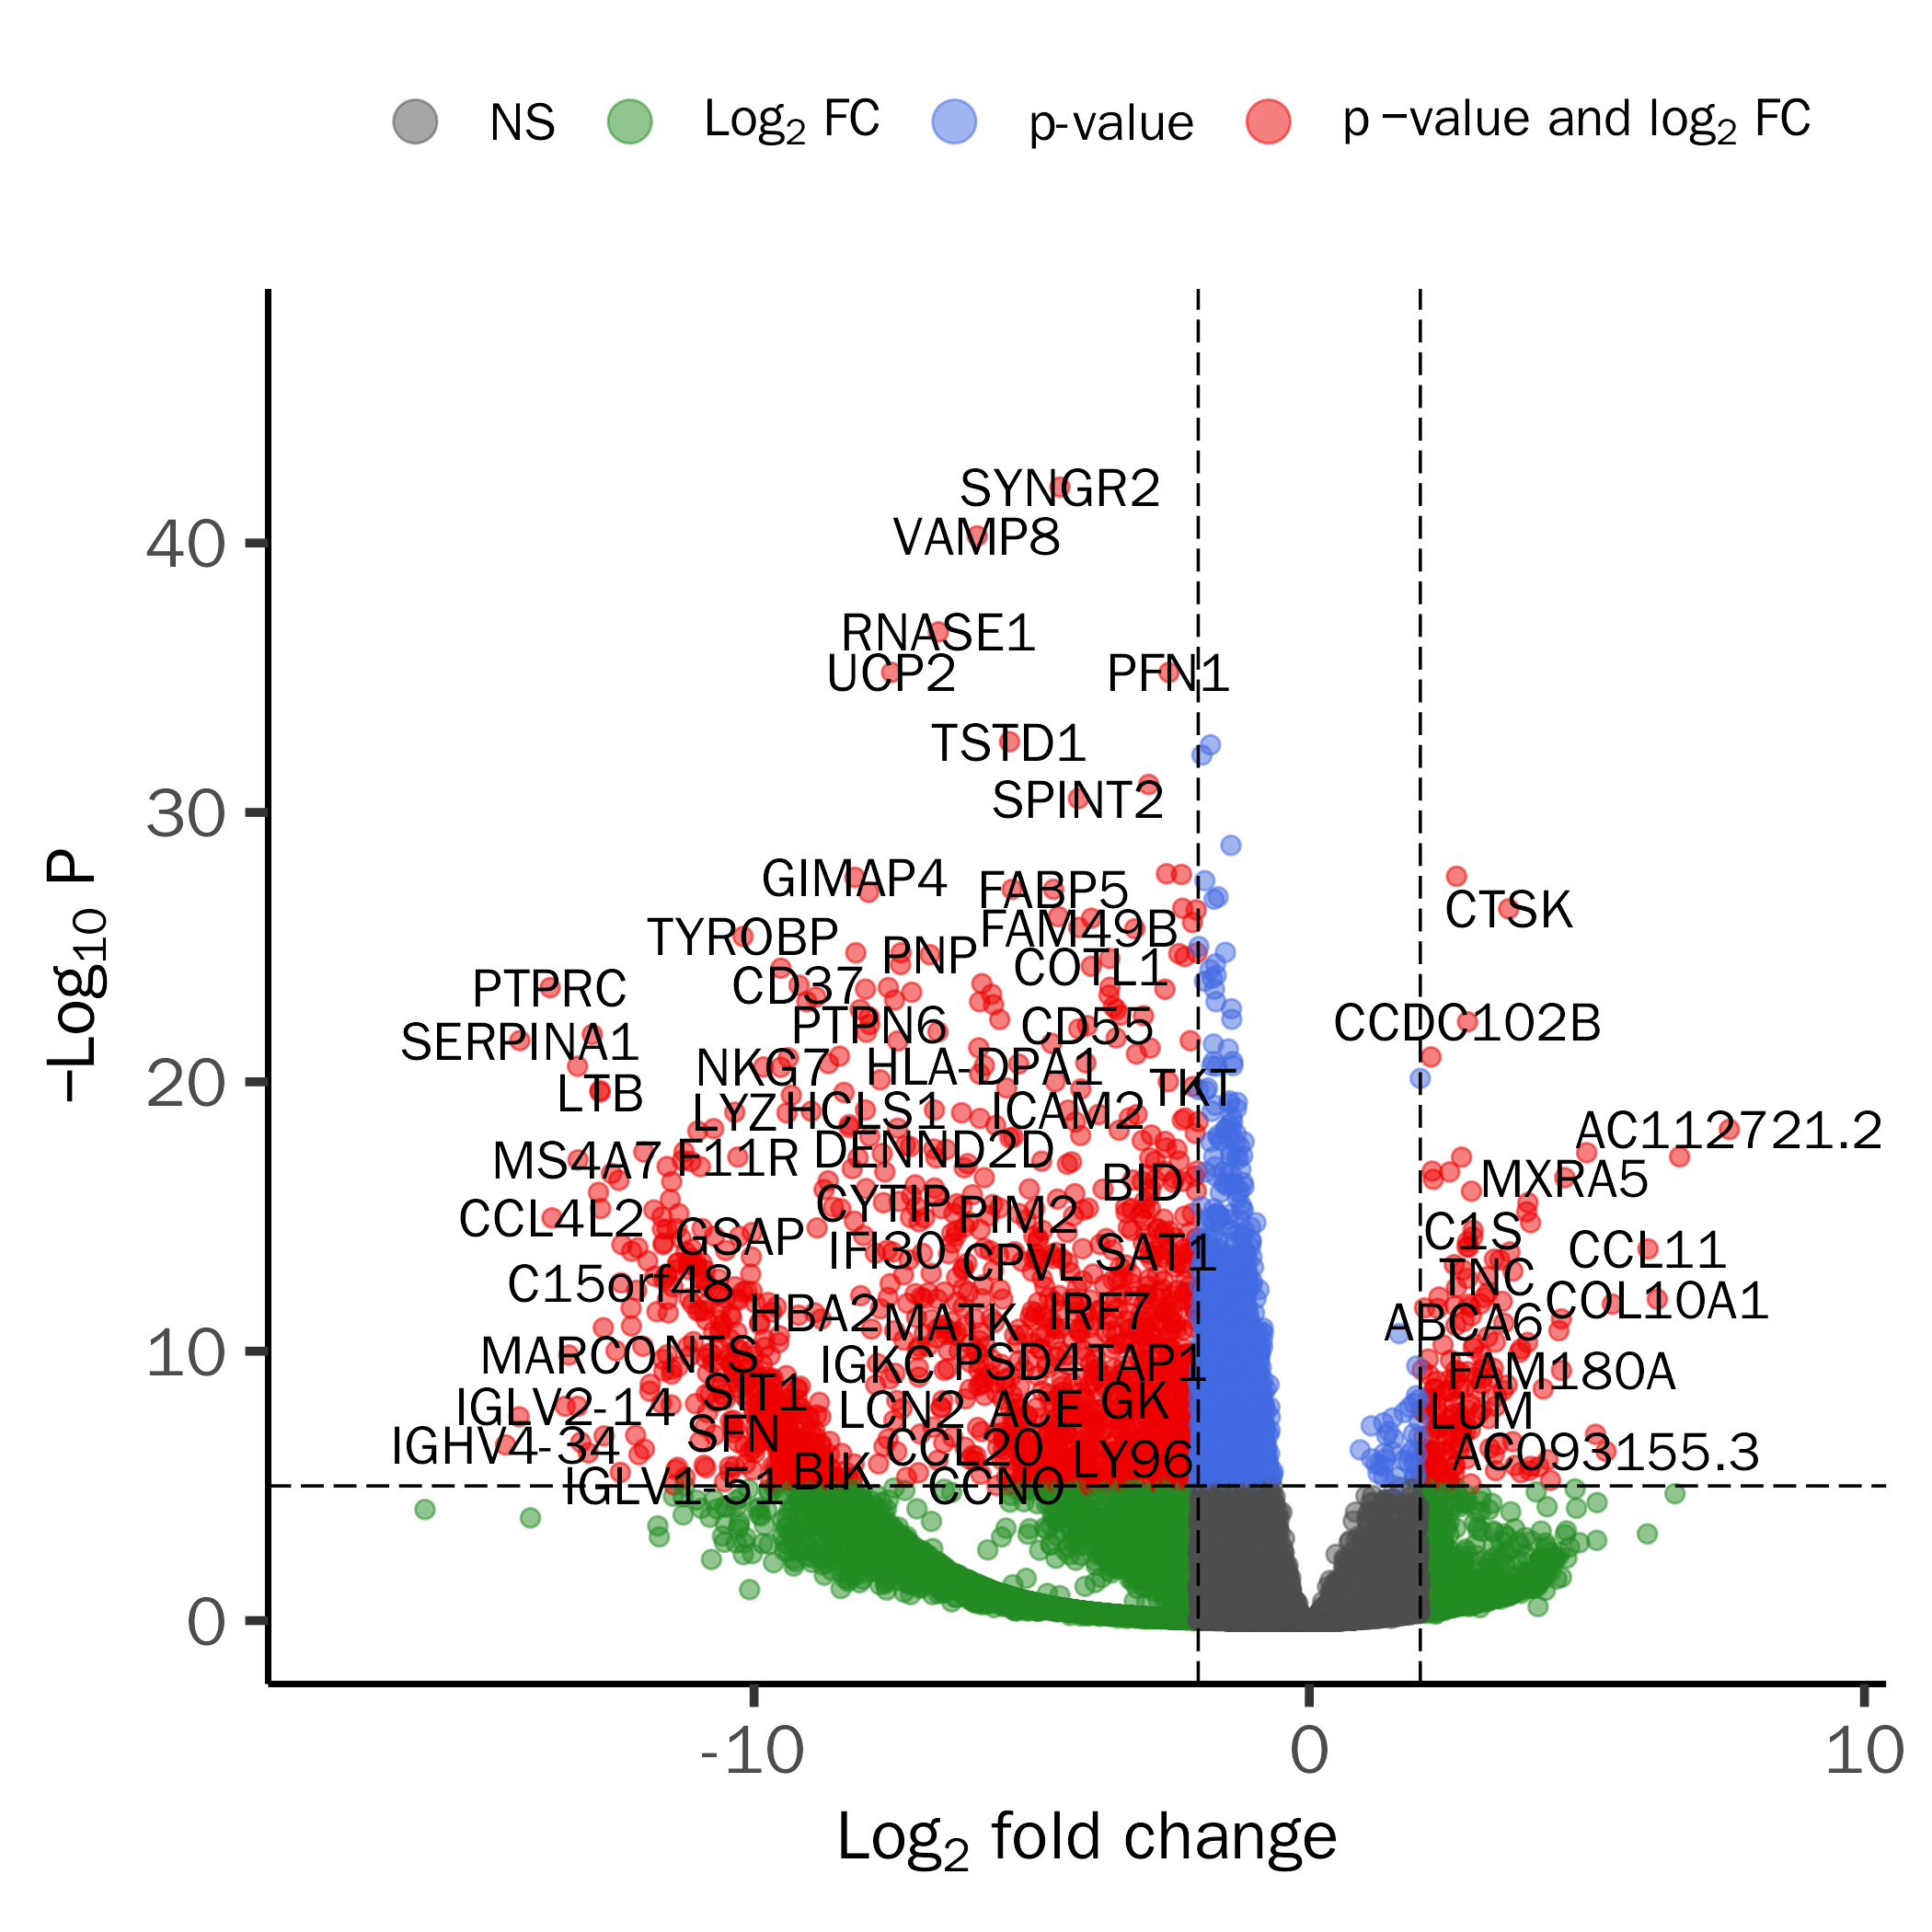 NS Log2 FC p-value p −value and log2 FC
−Log10 P
40
30
20
10
0
SYNGR2
VAMP8
RNASE1
UCP2 PFN1
TSTD1
SPINT2
GIMAP4 FABP5
CTSK
TYROBP PNP FAM49B
COTL1
PTPRC CD37
SERPINA1 PTPN6 CD55 CCDC102B
LTB NKG7 HLA-DPA1 TKT
LYZ HCLS1 ICAM2
AC112721.2
MS4A7 F11R DENND2D
BID MXRA5
CCL4L2 CYTIP PIM2
GSAP IFI30 CPVL SAT1 C1S CCL11
C15orf48 TNC
HBA2 MATK IRF7 ABCA6 COL10A1
MARCO NTS IGKC PSD4 TAP1 FAM180A
IGLV2-14 SIT1 LCN2 ACE GK LUM
IGHV4-34 SFN CCL20 LY96 AC093155.3
IGLV1-51 BIK CCNO
-10 0 10
Log2 fold change